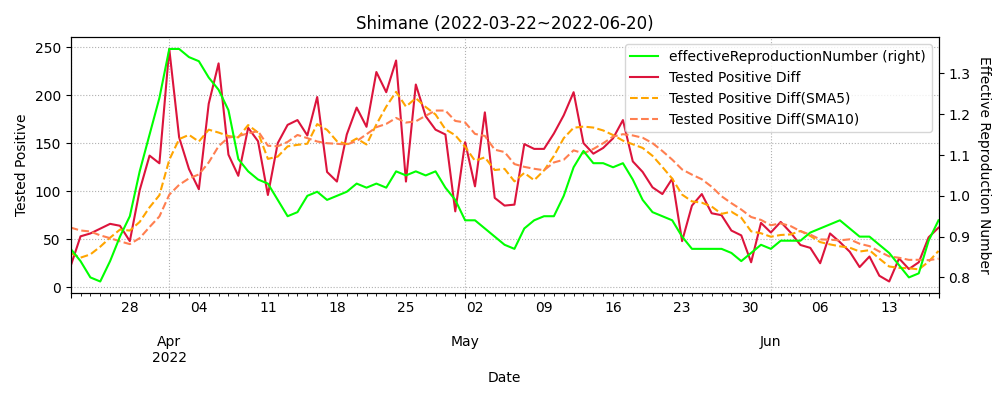 Shimane (2022-03-22~2022-06-20)
effectiveReproductionNumber (right)
Tested Positive Diff
Tested Positive Diff(SMA5)
Tested Positive Diff(SMA10)
Tested Positive
250
200
150
100
50
0
Effective Reproduction Number
1.3
1.2
1.1
1.0
0.9
0.8
28 04 11 18 25 02 09 16 23 30 06 13
Apr May Jun
2022
Date